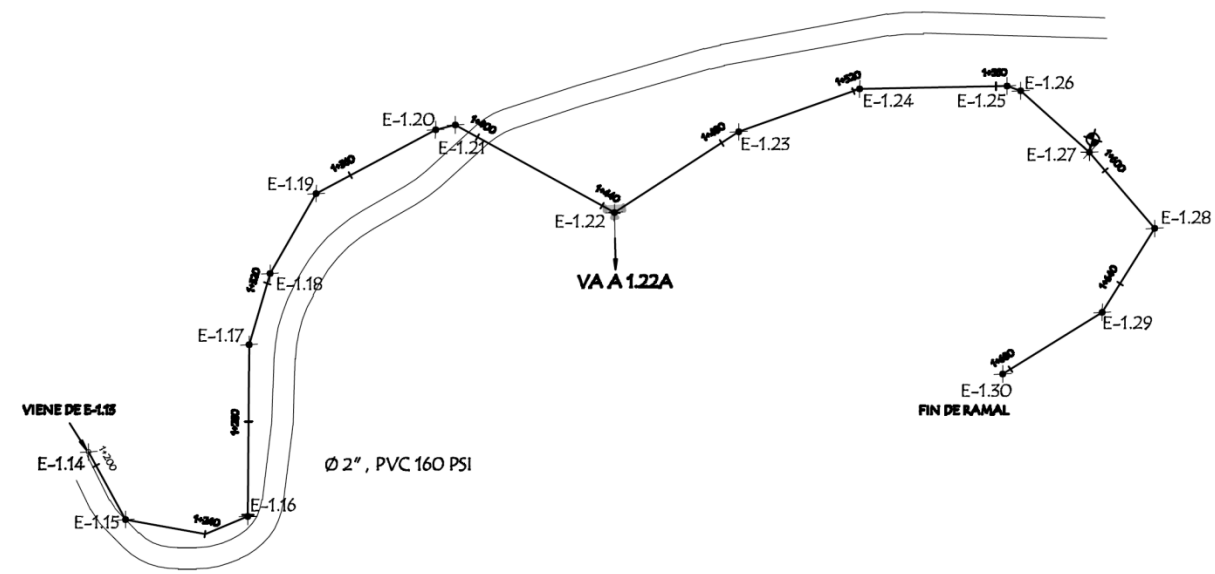 E-1.20
1+400
E-1.21
1+360
E-1.19
1+320
E-1.18
E-1.17
1+280
VIENE DE E-1.13
E-1.14
1+200
E-1.15
1+240
E-1.16
Ø 2", PVC 160 PSI
1+440
E-1.22
VA A 1.22A
1+480
E-1.23
1+520
E-1.24
1+560
E-1.25
E-1.26
E-1.27
1+600
E-1.28
1+640
E-1.29
1+680
E-1.30
FIN DE RAMAL